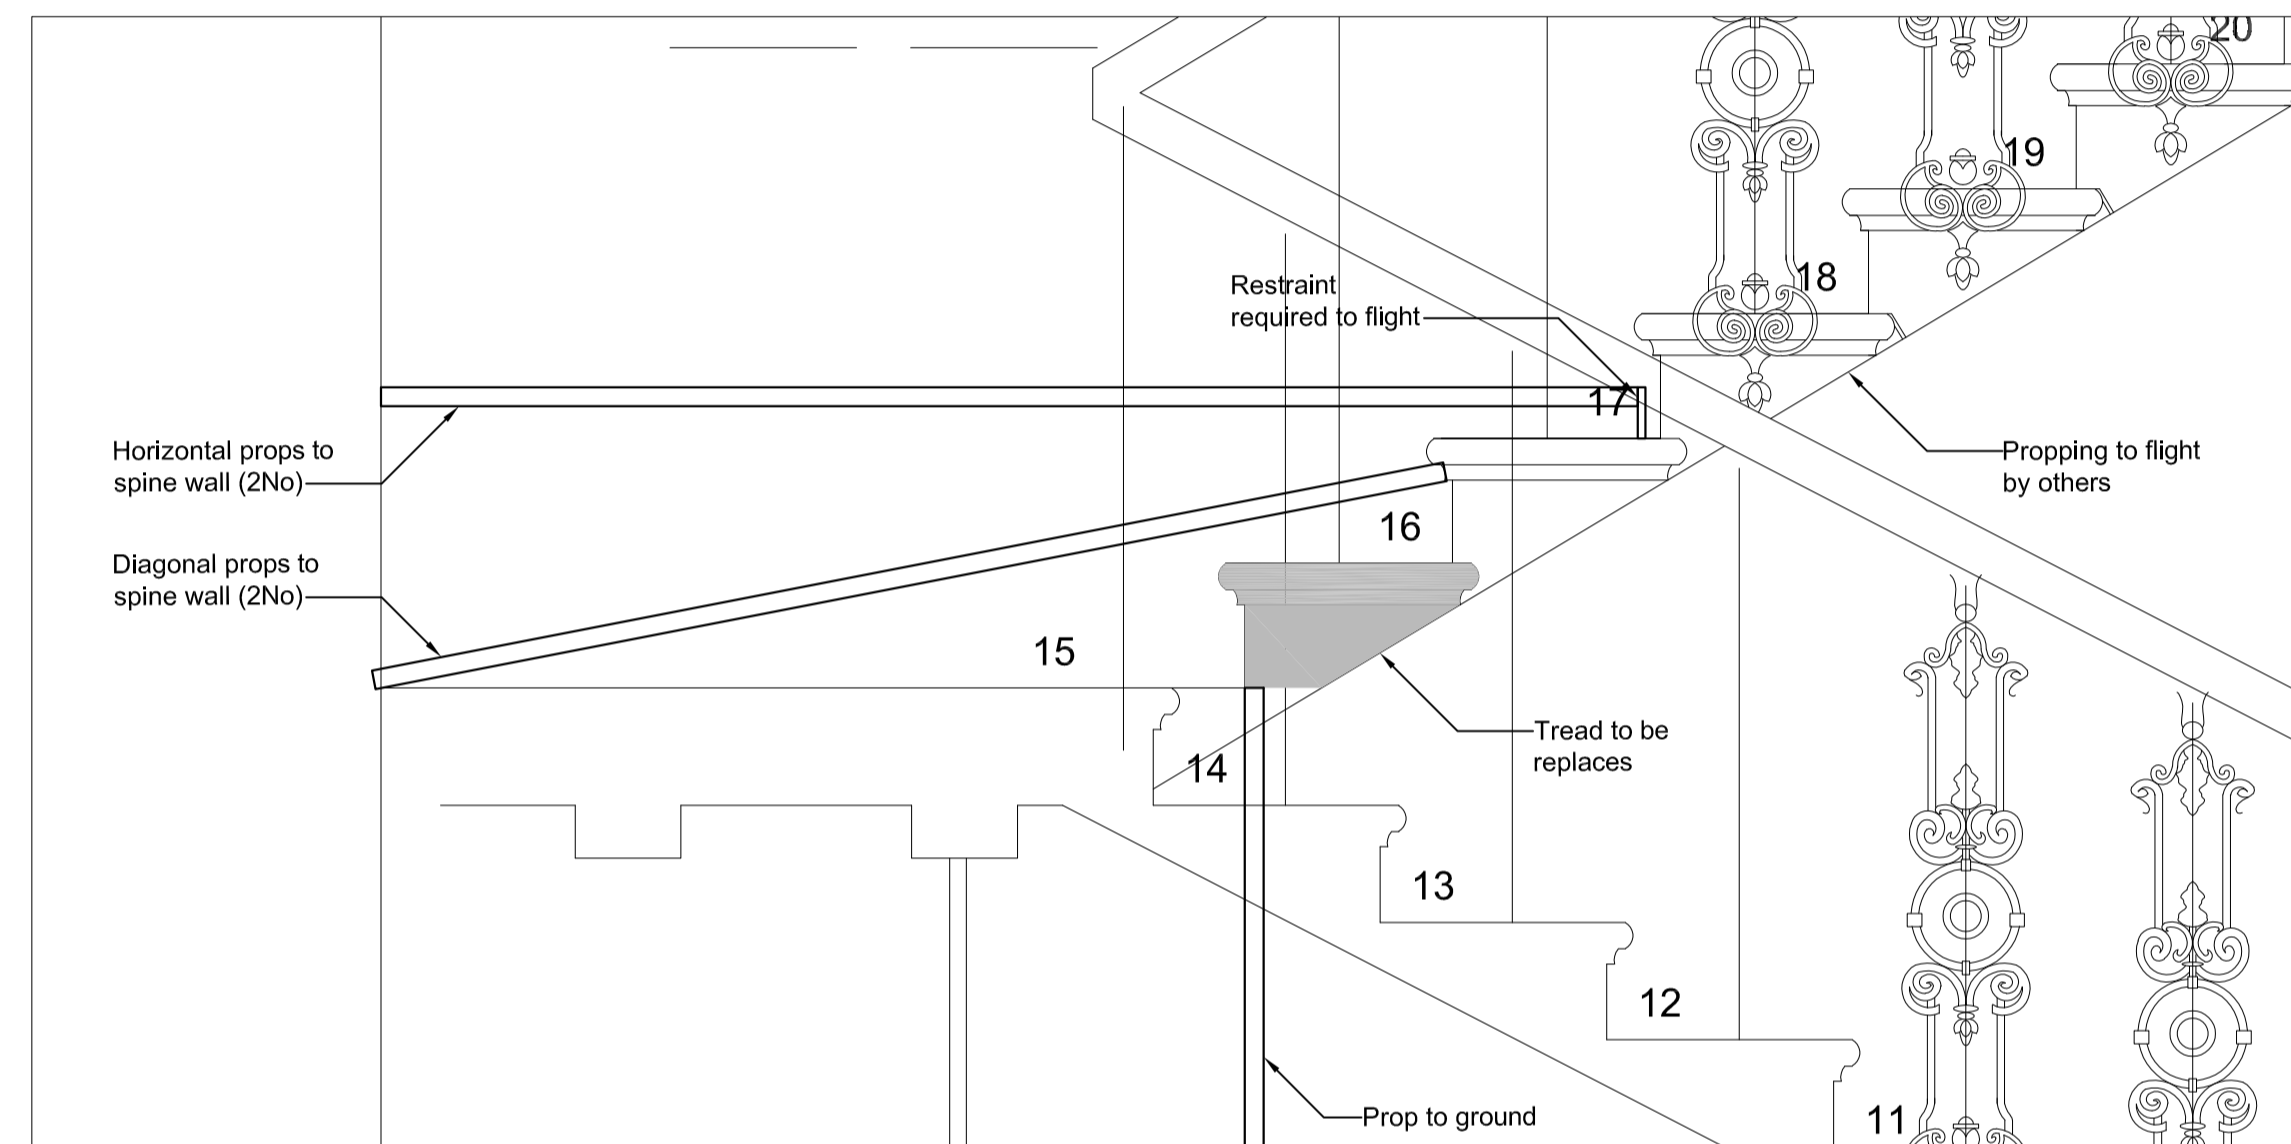 20
19
18
Restraint
required to flight
17
Horizontal props to
spine wall (2No)
Propping to flight
by others
16
Diagonal props to
spine wall (2No)
15
Tread to be
replaces
14
13
12
Prop to ground
11